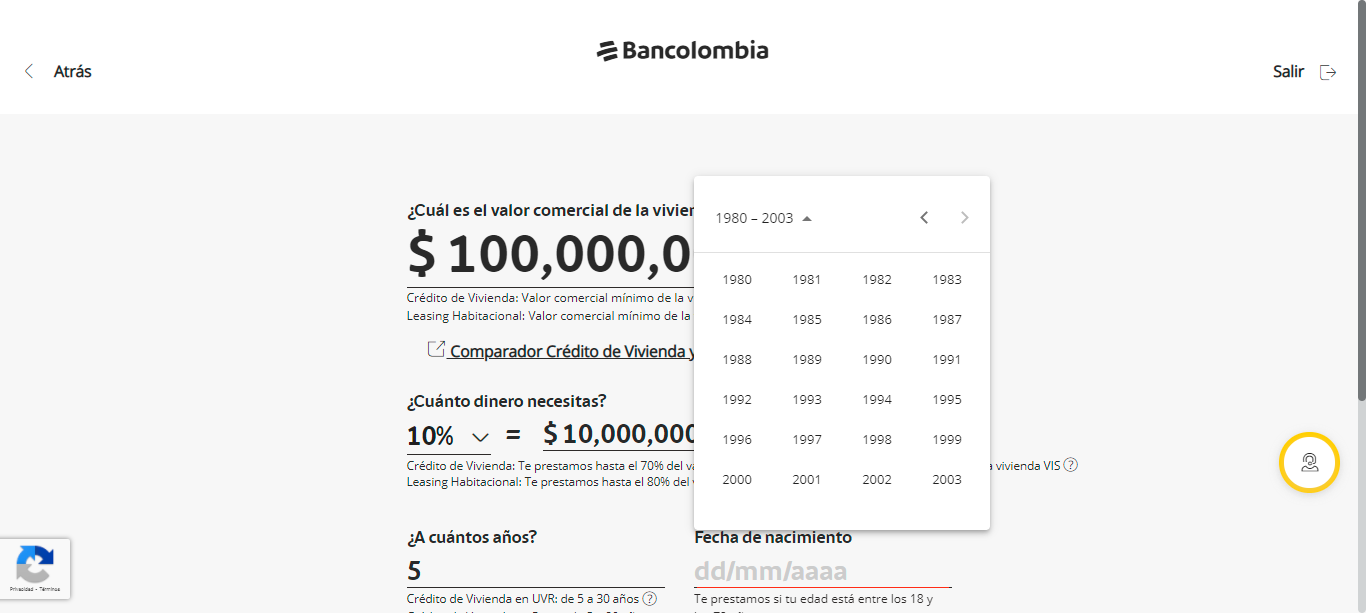 Bancolombia
Atrás
Salir
¿Cuál es el valor comercial de la vivien
$ 100,000,0
Crédito de Vivienda: Valor comercial mínimo de la v
Leasing Habitacional: Valor comercial mínimo de la
Comparador Crédito de Vivienda y
¿Cuánto dinero necesitas?
10% = $ 10,000,000
Crédito de Vivienda: Te prestamos hasta el 70% del va
a vivienda VIS ?
Leasing Habitacional: Te prestamos hasta el 80% del v
1980 – 2003
1980 1981 1982 1983
1984 1985 1986 1987
1988 1989 1990 1991
1992 1993 1994 1995
1996 1997 1998 1999
2000 2001 2002 2003
¿A cuántos años?
5
Crédito de Vivienda en UVR: de 5 a 30 años ?
Fecha de nacimiento
dd/mm/aaaa
Te prestamos si tu edad está entre los 18 y
Privacidad - Términos